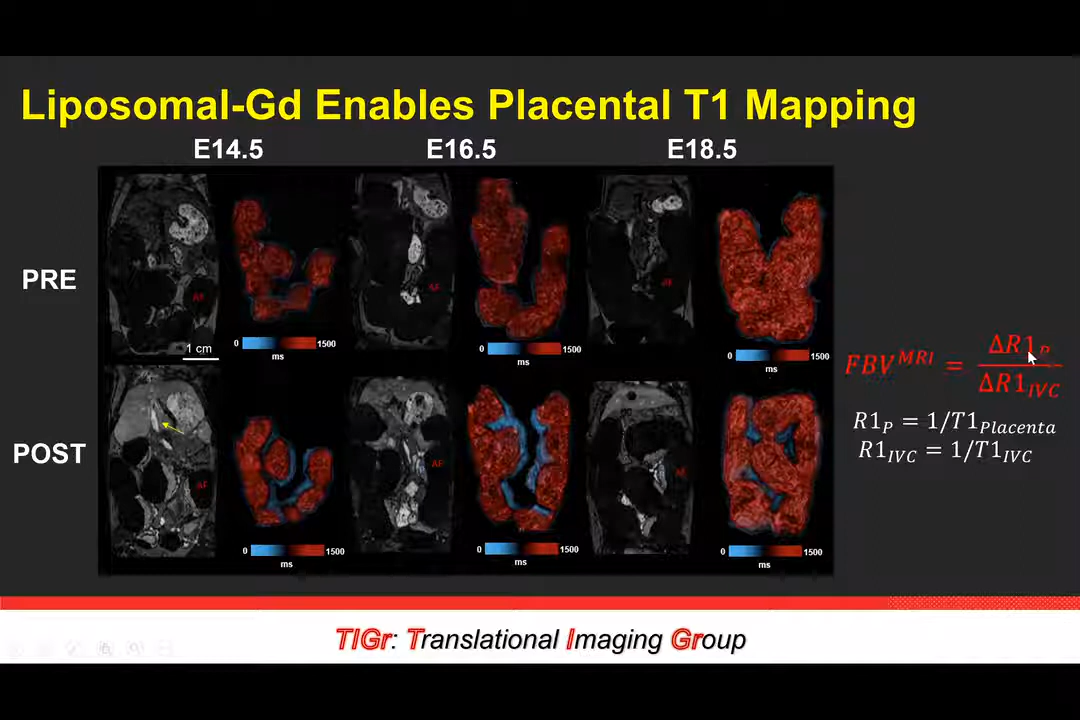 Liposomal-Gd Enables Placental T1 Mapping
E14.5 E16.5 E18.5
PRE
AF AF AF
0 1500 ms
0 1500 ms
0 1500 ms
1 cm
FBV^MRI = ΔR1_P / ΔR1_IVC
R1_P = 1/T1_Placenta
R1_IVC = 1/T1_IVC
POST
AF AF AF
0 1500 ms
0 1500 ms
0 1500 ms
TIGr: Translational Imaging Group